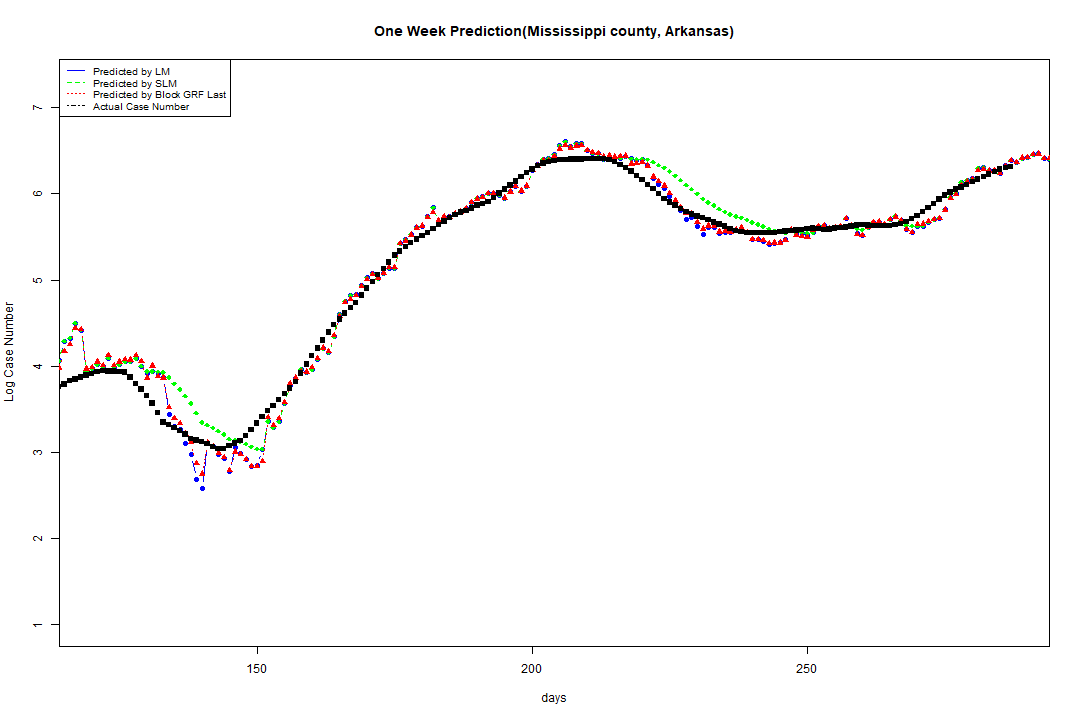 One Week Prediction(Mississippi county, Arkansas)
Predicted by LM
Predicted by SLM
Predicted by Block GRF Last
Actual Case Number
7
6
5
4
3
2
1
Log Case Number
150
200
250
days